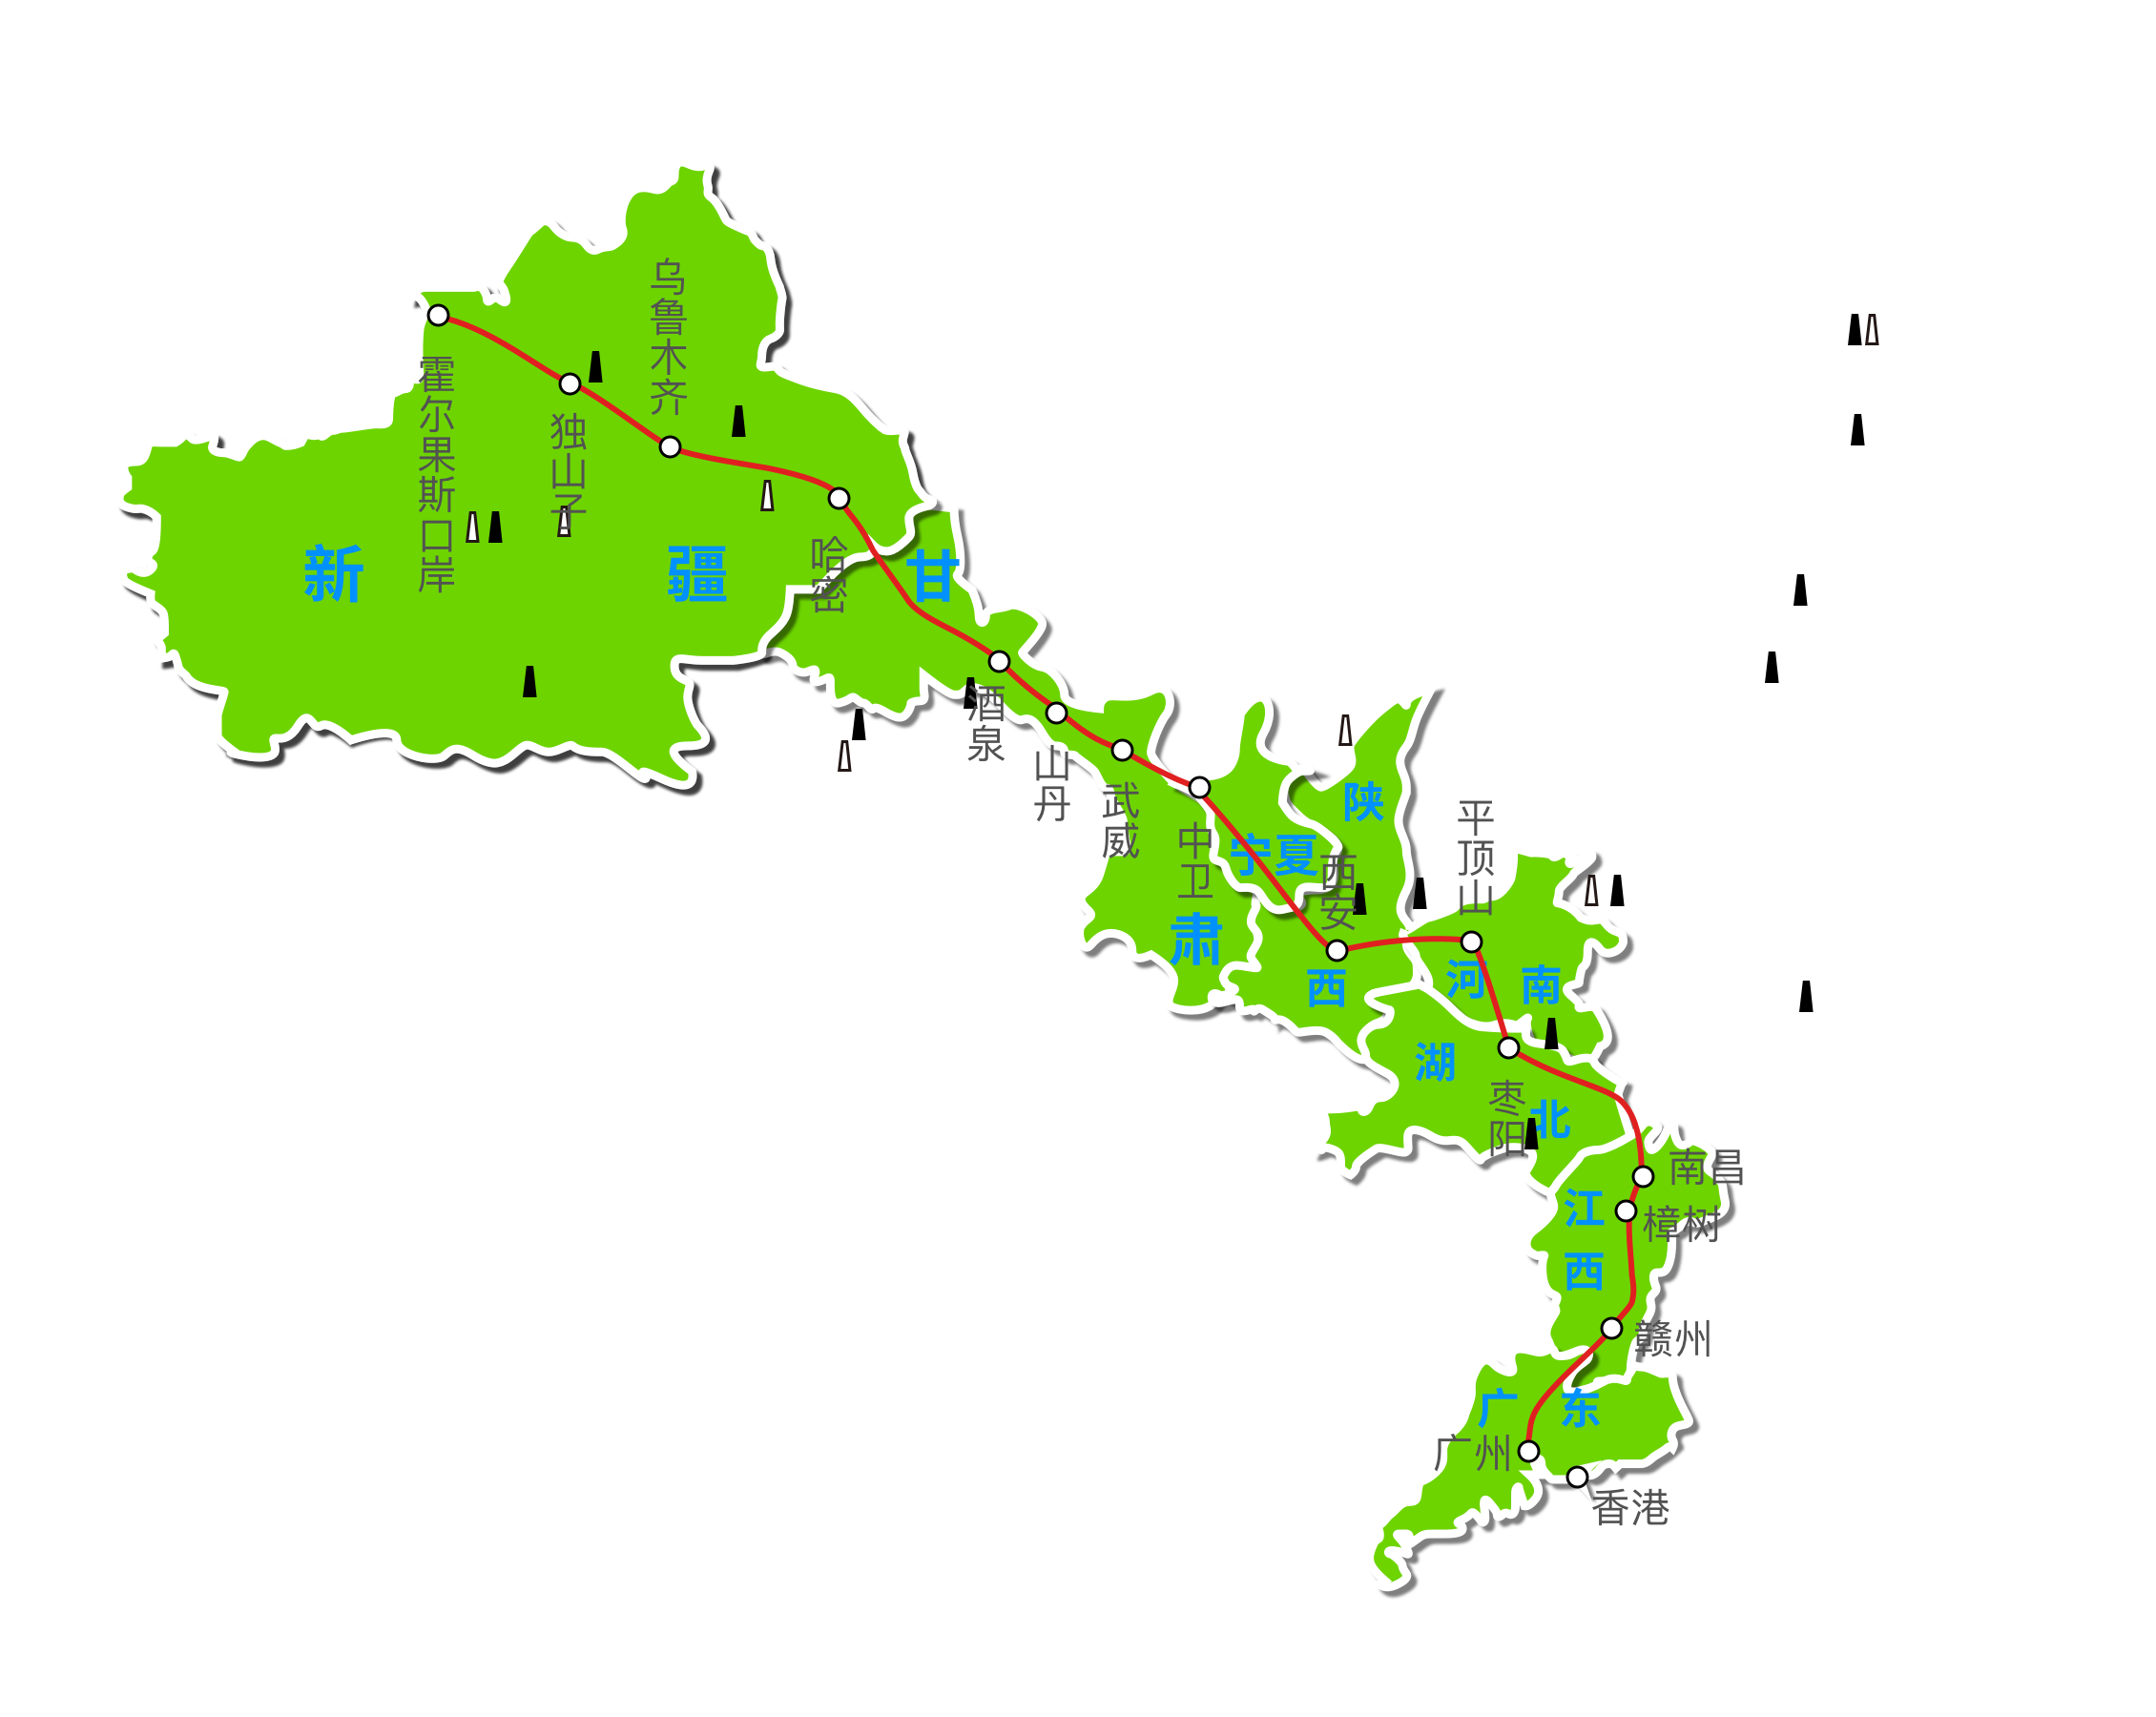 乌鲁木齐
霍尔果斯口岸
独山子
新疆
哈密
甘肃
酒泉
山丹
武威
中卫
宁夏
陕西
西安
平顶山
河南
湖北
枣阳
南昌
樟树
江西
赣州
广东
广州
香港